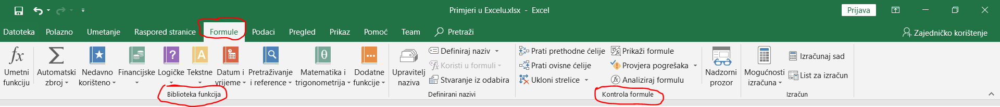 Primjeri u Excelu.xlsx - Excel
Prijava
Datoteka Polazno Umetanje Raspored stranice Formule Podaci Pregled Prikaz Pomoć Team Pretraži Zajedničko korištenje
fx
Umetni
funkciju
Σ
Automatski
zbroj
Nedavno
korišteno
Financijske
?
Logičke
A
Tekstne
Datum i
vrijeme
Pretraživanje
i reference
θ
Matematika i
trigonometrija
Dodatne
funkcije
Biblioteka funkcija
Upravitelj
naziva
Definiraj naziv
Koristi u formuli
Stvaranje iz odabira
Definirani nazivi
Prati prethodne ćelije
Prati ovisne ćelije
Ukloni strelice
Prikaži formule
Provjera pogrešaka
Analiziraj formulu
Nadzorni
prozor
Kontrola formule
Mogućnosti
izračuna
Izračunaj sad
List za izračun
Izračun